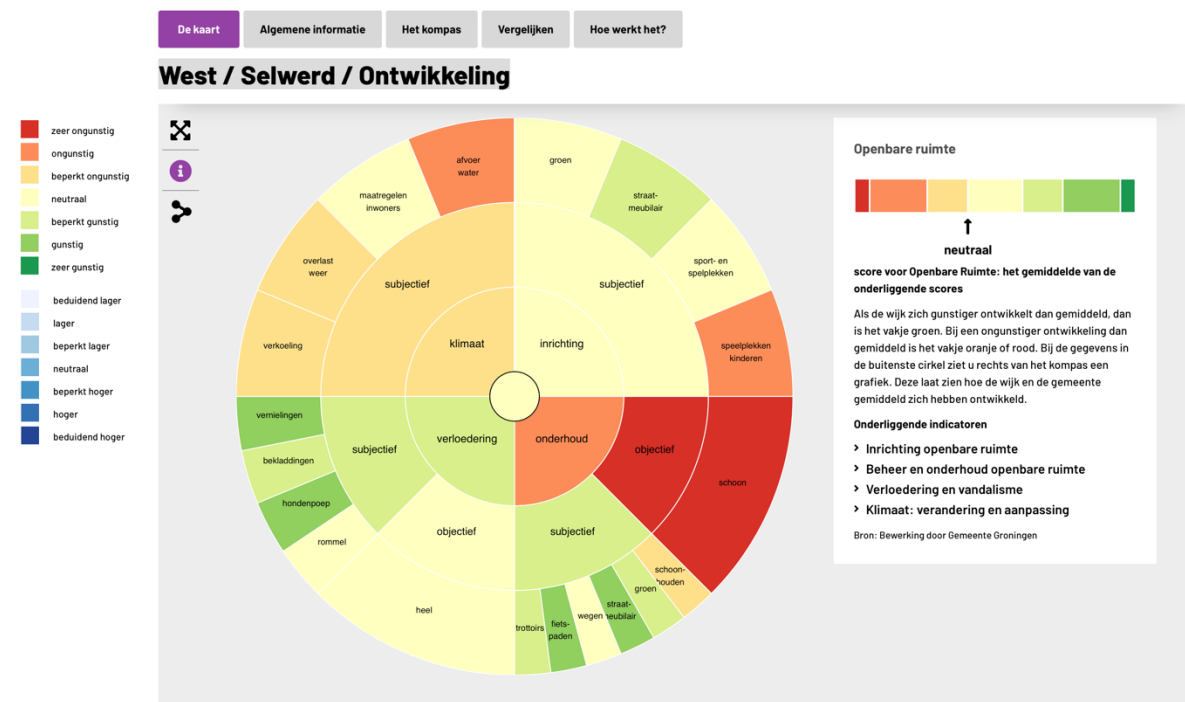 De kaart
Algemene informatie
Het kompas
Vergelijken
Hoe werkt het?
West / Selwerd / Ontwikkeling
zeer ongunstig
ongunstig
beperkt ongunstig
neutraal
beperkt gunstig
gunstig
zeer gunstig
beduidend lager
lager
beperkt lager
neutraal
beperkt hoger
hoger
beduidend hoger
afvoer
water
maatregelen
inwoners
overlast
weer
verkoeling
subjectief
klimaat
groen
straat-
meubilair
sport- en
spelplekken
speelplekken
kinderen
subjectief
inrichting
vernielingen
bekladdingen
hondenpoep
rommel
subjectief
verloedering
objectief
heel
onderhoud
objectief
schoon
subjectief
schoon-
houden
groen
straat-
meubilair
wegen
fiets-
paden
trottoirs
Openbare ruimte
neutraal
score voor Openbare Ruimte: het gemiddelde van de
onderliggende scores
Als de wijk zich gunstiger ontwikkelt dan gemiddeld, dan
is het vakje groen. Bij een ongunstiger ontwikkeling dan
gemiddeld is het vakje oranje of rood. Bij de gegevens in
de buitenste cirkel ziet u rechts van het kompas een
grafiek. Deze laat zien hoe de wijk en de gemeente
gemiddeld zich hebben ontwikkeld.
Onderliggende indicatoren
> Inrichting openbare ruimte
> Beheer en onderhoud openbare ruimte
> Verloedering en vandalisme
> Klimaat: verandering en aanpassing
Bron: Bewerking door Gemeente Groningen